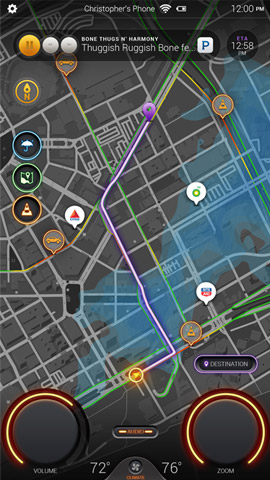 Christopher's Phone
12:00 PM
BONE THUGS N' HARMONY
Thuggish Ruggish Bone fe...
P
ETA
12:58
PM
N
DESTINATION
AUDIO
VOLUME
72°
CLIMATE
76°
ZOOM